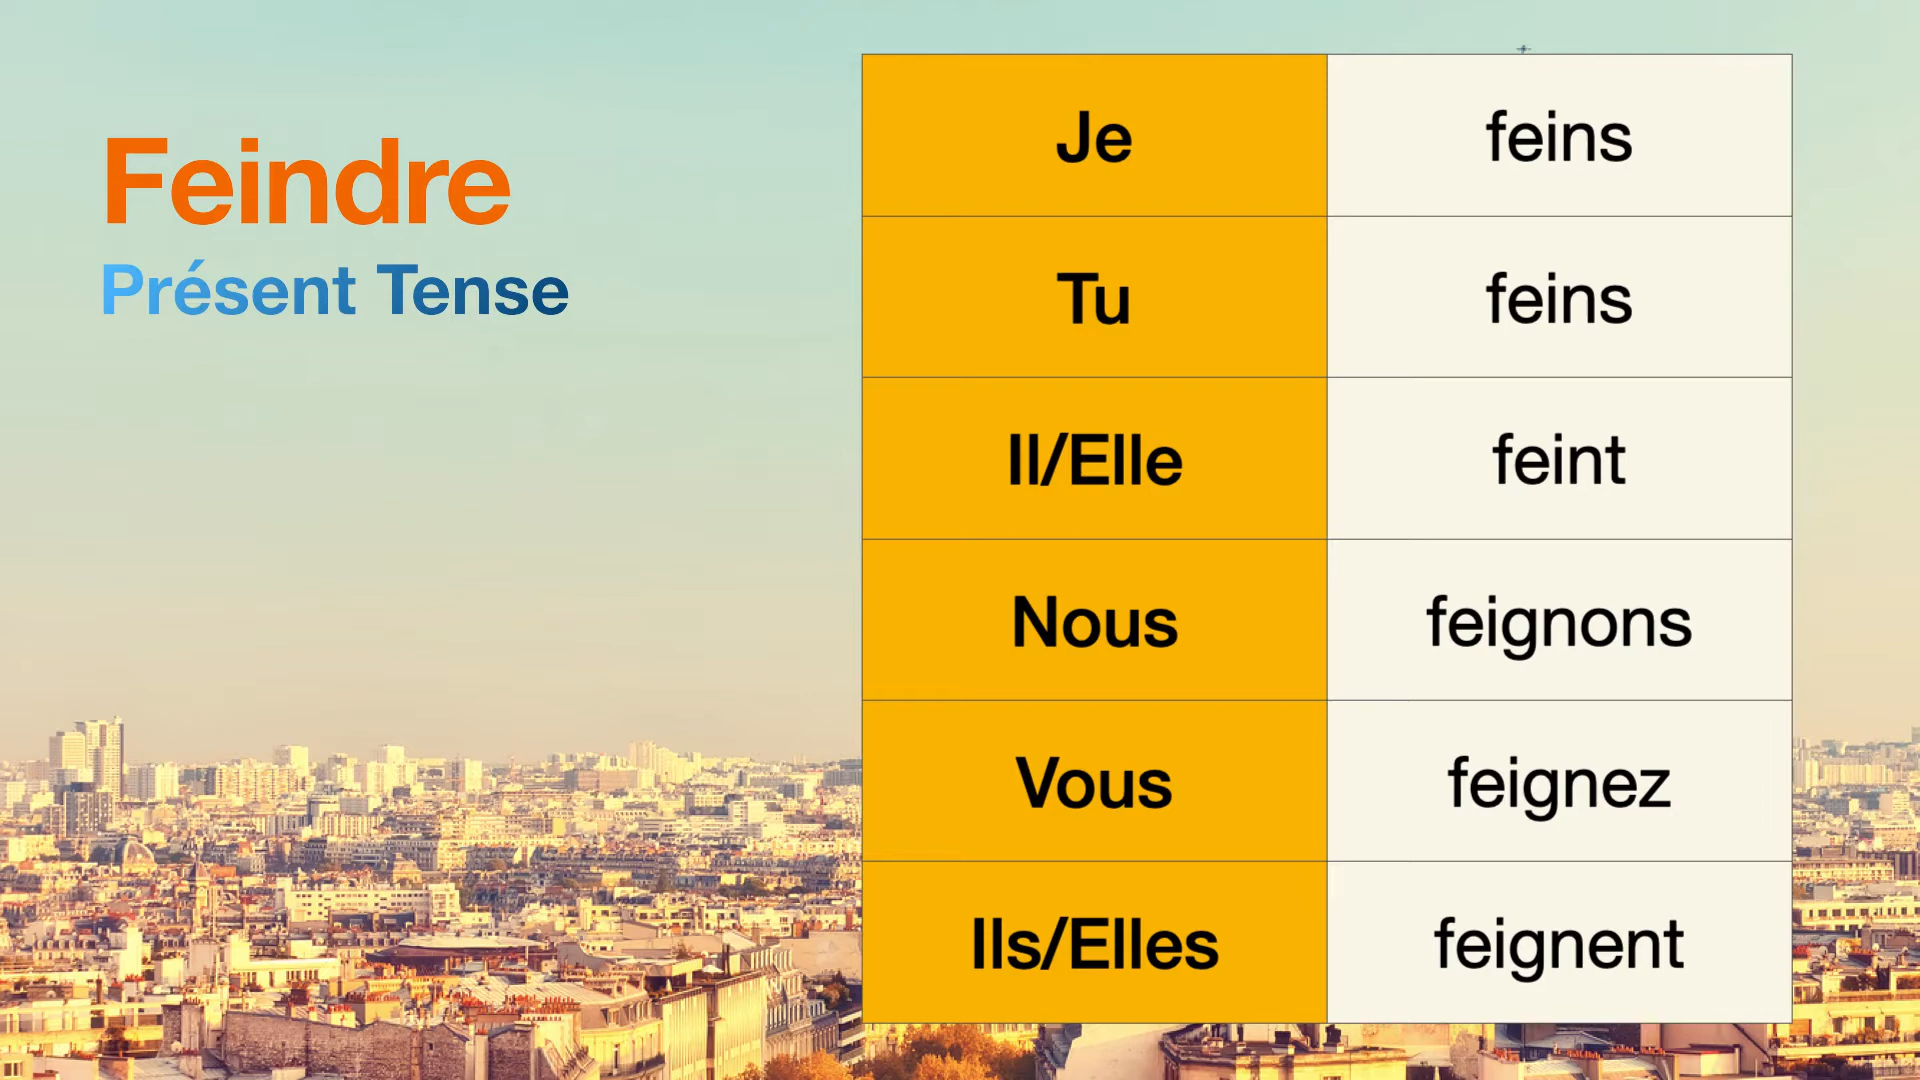 Feindre
Présent Tense
Je feins
Tu feins
Il/Elle feint
Nous feignons
Vous feignez
Ils/Elles feignent